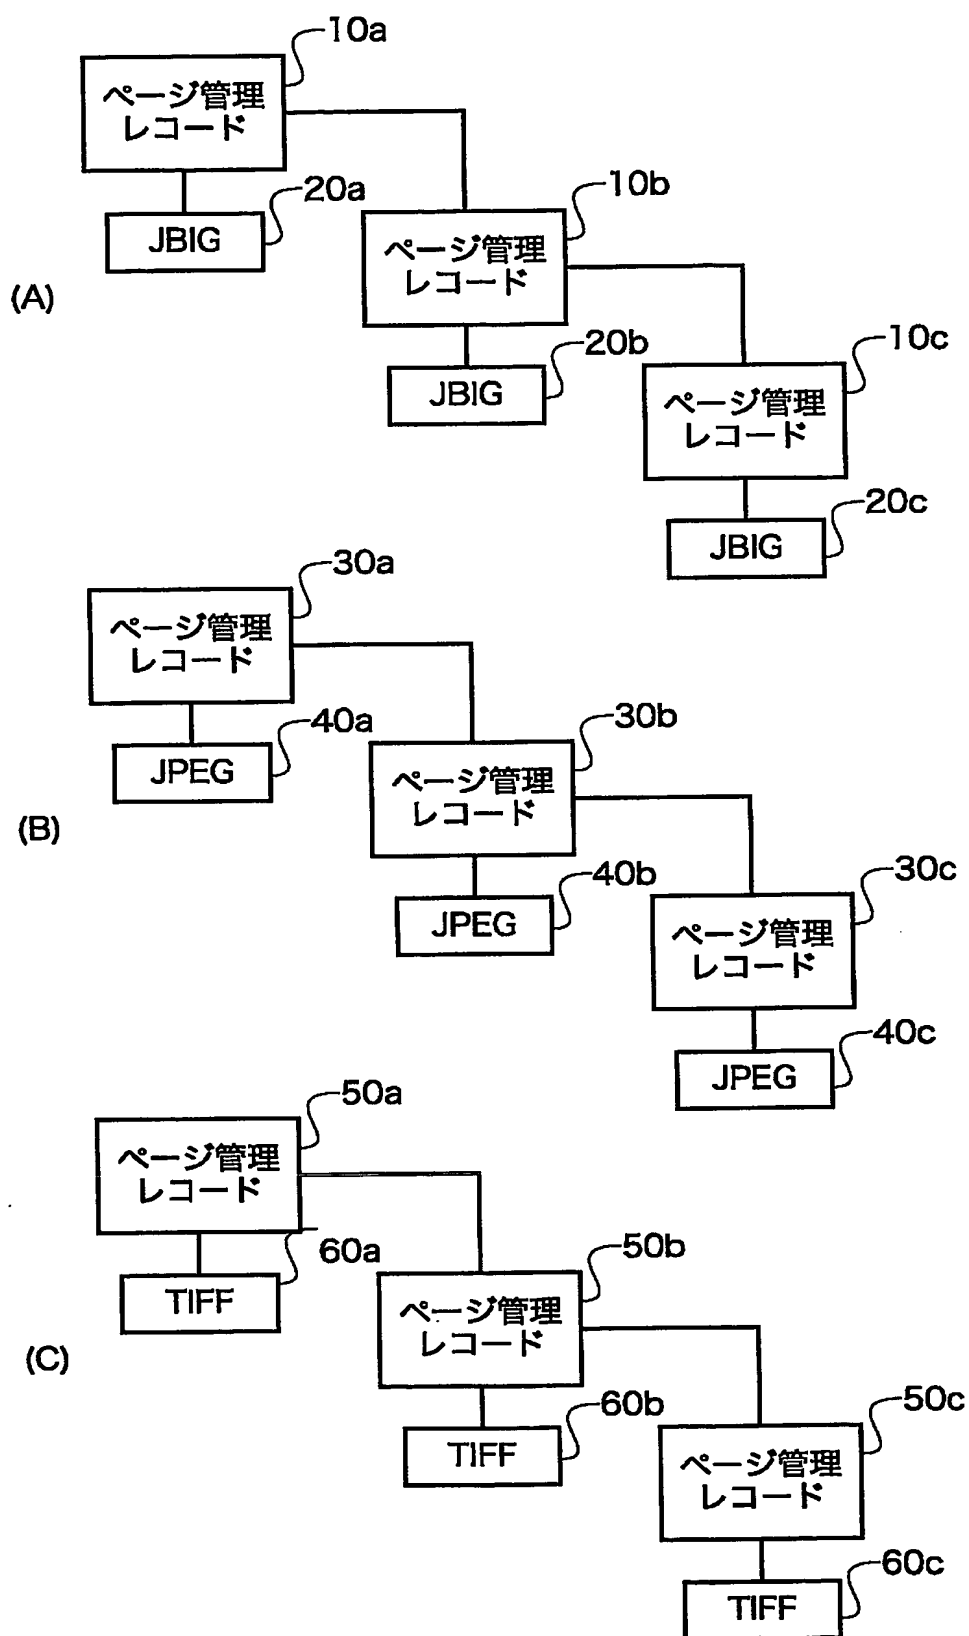 10a
ページ管理
レコード
20a
JBIG
10b
ページ管理
レコード
(A)
20b
JBIG
10c
ページ管理
レコード
20c
JBIG
30a
ページ管理
レコード
40a
JPEG
30b
ページ管理
レコード
(B)
40b
JPEG
30c
ページ管理
レコード
40c
JPEG
50a
ページ管理
レコード
60a
TIFF
50b
ページ管理
レコード
(C)
60b
TIFF
50c
ページ管理
レコード
60c
TIFF